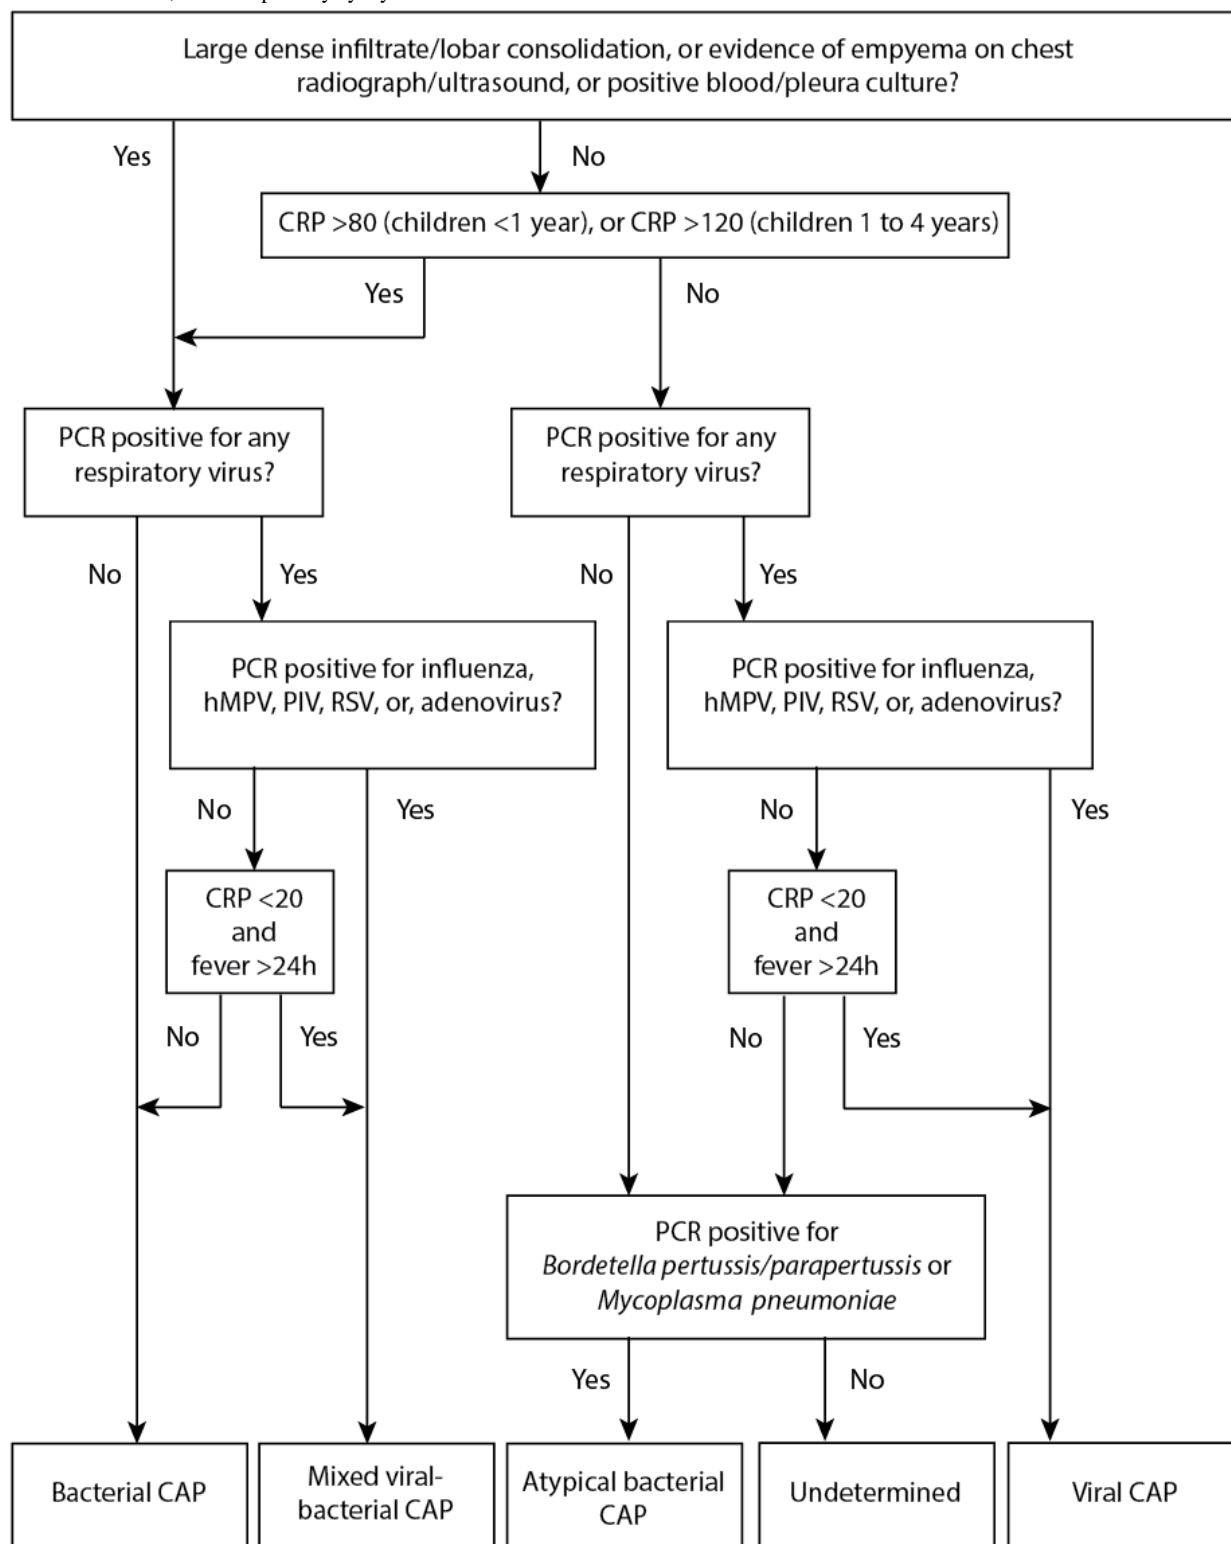 Large dense infiltrate/lobar consolidation, or evidence of empyema on chest
radiograph/ultrasound, or positive blood/pleura culture?
Yes
No
CRP >80 (children <1 year), or CRP >120 (children 1 to 4 years)
Yes
No
PCR positive for any
respiratory virus?
PCR positive for any
respiratory virus?
No
Yes
No
Yes
PCR positive for influenza,
hMPV, PIV, RSV, or, adenovirus?
PCR positive for influenza,
hMPV, PIV, RSV, or, adenovirus?
No
Yes
No
Yes
CRP <20
and
fever >24h
CRP <20
and
fever >24h
No
Yes
No
Yes
PCR positive for
Bordetella pertussis/parapertussis or
Mycoplasma pneumoniae
Yes
No
Bacterial CAP
Mixed viral-
bacterial CAP
Atypical bacterial
CAP
Undetermined
Viral CAP